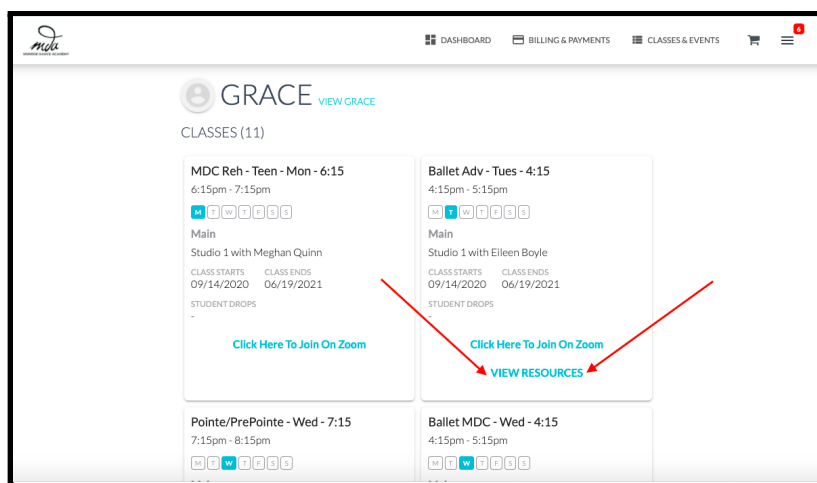 mda
MONROE DANCE ACADEMY
DASHBOARD
BILLING & PAYMENTS
CLASSES & EVENTS
6
GRACE VIEW GRACE
CLASSES (11)
MDC Reh - Teen - Mon - 6:15
6:15pm - 7:15pm
M T W T F S S
Main
Studio 1 with Meghan Quinn
CLASS STARTS CLASS ENDS
09/14/2020 06/19/2021
STUDENT DROPS
-
Click Here To Join On Zoom
Ballet Adv - Tues - 4:15
4:15pm - 5:15pm
M T W T F S S
Main
Studio 1 with Eileen Boyle
CLASS STARTS CLASS ENDS
09/14/2020 06/19/2021
STUDENT DROPS
-
Click Here To Join On Zoom
VIEW RESOURCES
Pointe/PrePointe - Wed - 7:15
7:15pm - 8:15pm
M T W T F S S
Ballet MDC - Wed - 4:15
4:15pm - 5:15pm
M T W T F S S